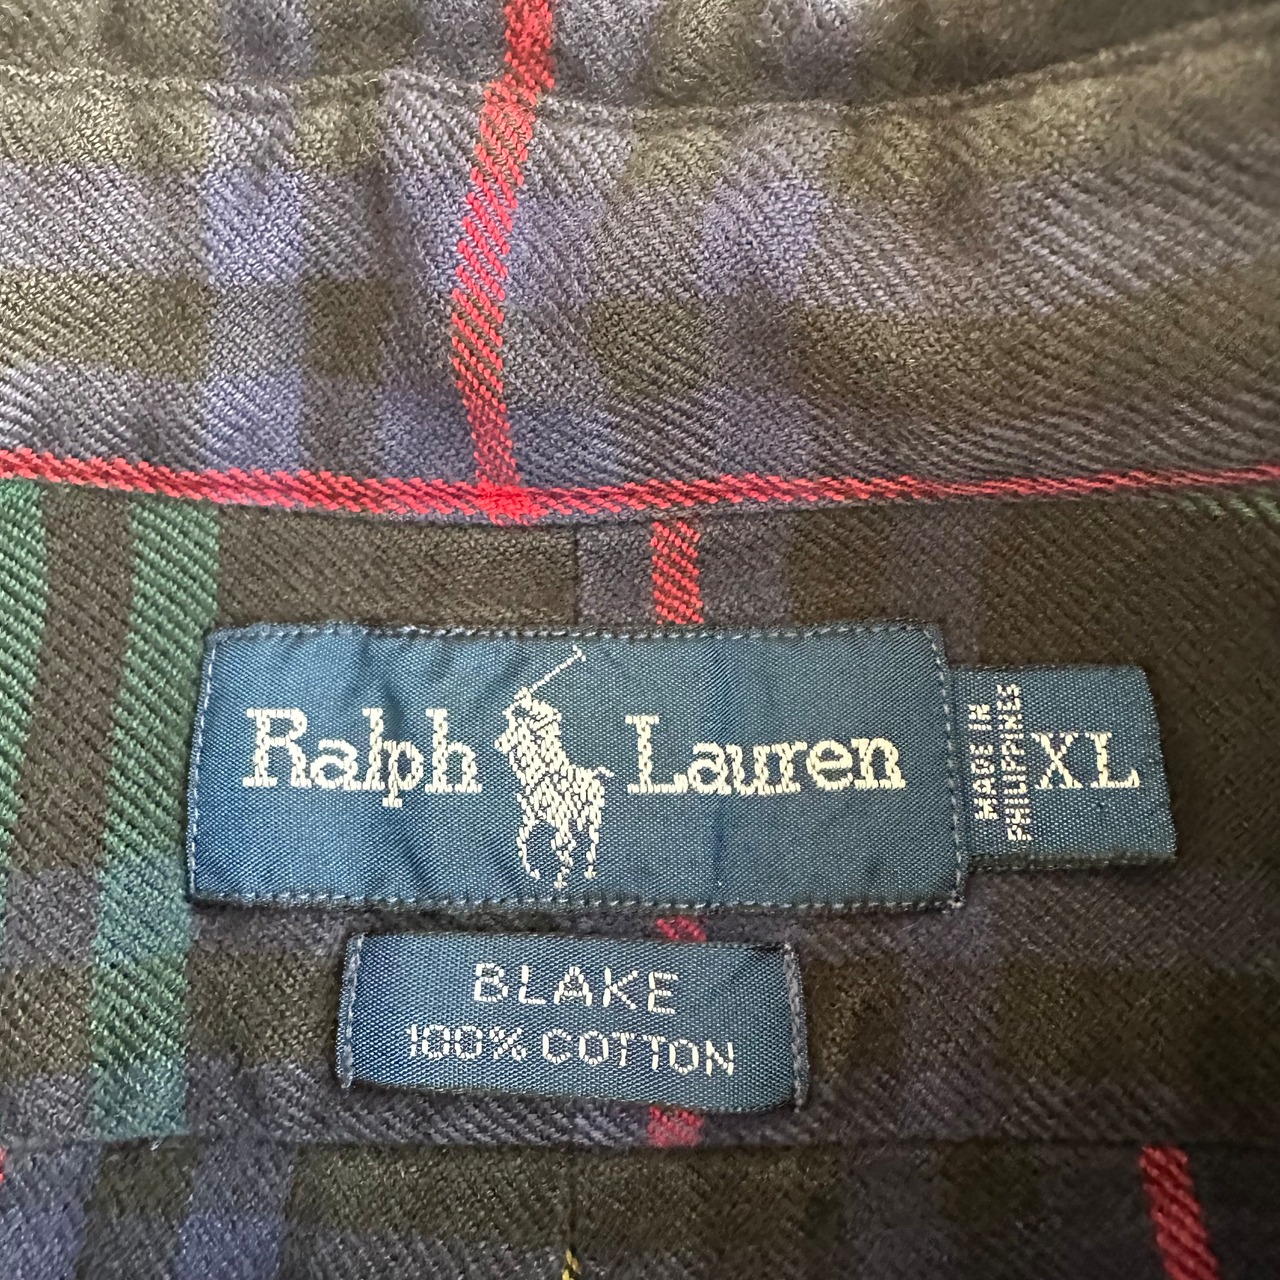 Ralph Lauren
MADE IN
PHILIPPINES
XL
BLAKE
100% COTTON